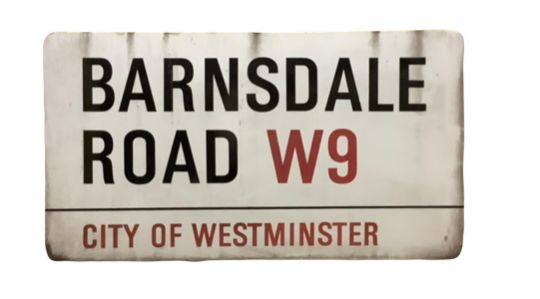 BARNSDALE
ROAD W9
CITY OF WESTMINSTER